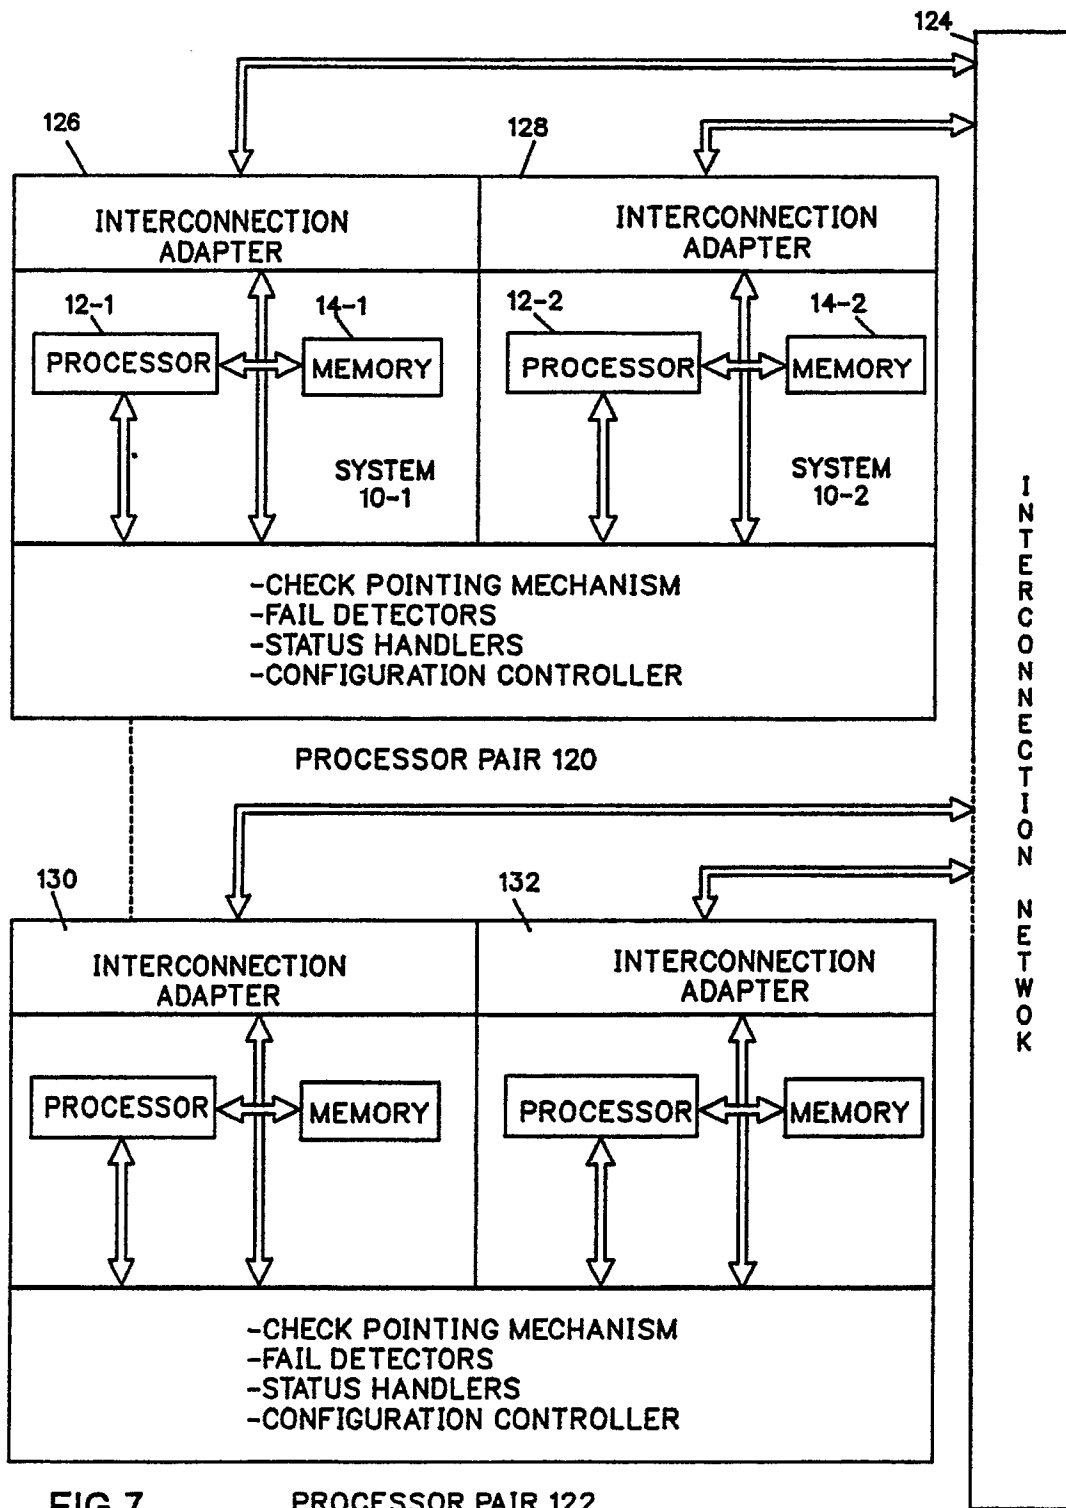 124
126
128
INTERCONNECTION
ADAPTER
INTERCONNECTION
ADAPTER
12-1
14-1
12-2
14-2
PROCESSOR
MEMORY
PROCESSOR
MEMORY
SYSTEM
10-1
SYSTEM
10-2
-CHECK POINTING MECHANISM
-FAIL DETECTORS
-STATUS HANDLERS
-CONFIGURATION CONTROLLER
PROCESSOR PAIR 120
INTERCONNECTION NETWOK
130
132
INTERCONNECTION
ADAPTER
INTERCONNECTION
ADAPTER
PROCESSOR
MEMORY
PROCESSOR
MEMORY
-CHECK POINTING MECHANISM
-FAIL DETECTORS
-STATUS HANDLERS
-CONFIGURATION CONTROLLER
FIG.7
PROCESSOR PAIR 122